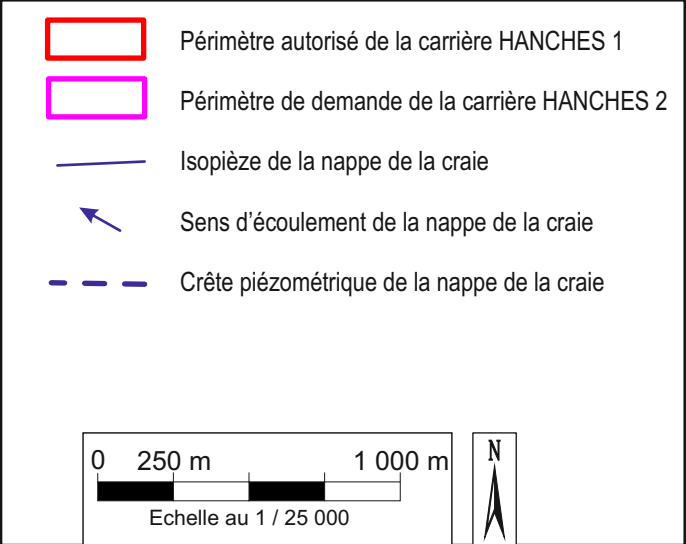 Périmètre autorisé de la carrière HANCHES 1
Périmètre de demande de la carrière HANCHES 2
Isopièze de la nappe de la craie
Sens d'écoulement de la nappe de la craie
Crête piézométrique de la nappe de la craie
0 250 m 1 000 m
Echelle au 1 / 25 000
N